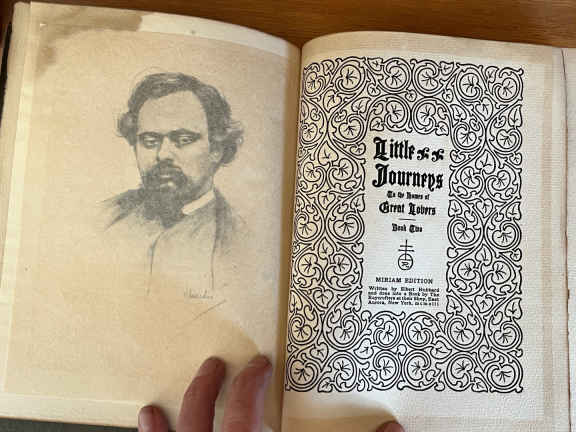 Little
Journeys
To the Homes of
Great Lovers
Book Two
R
MIRIAM EDITION
Written by Elbert Hubbard
and done into a Book by The
Roycrofters at their Shop, East
Aurora, New York,